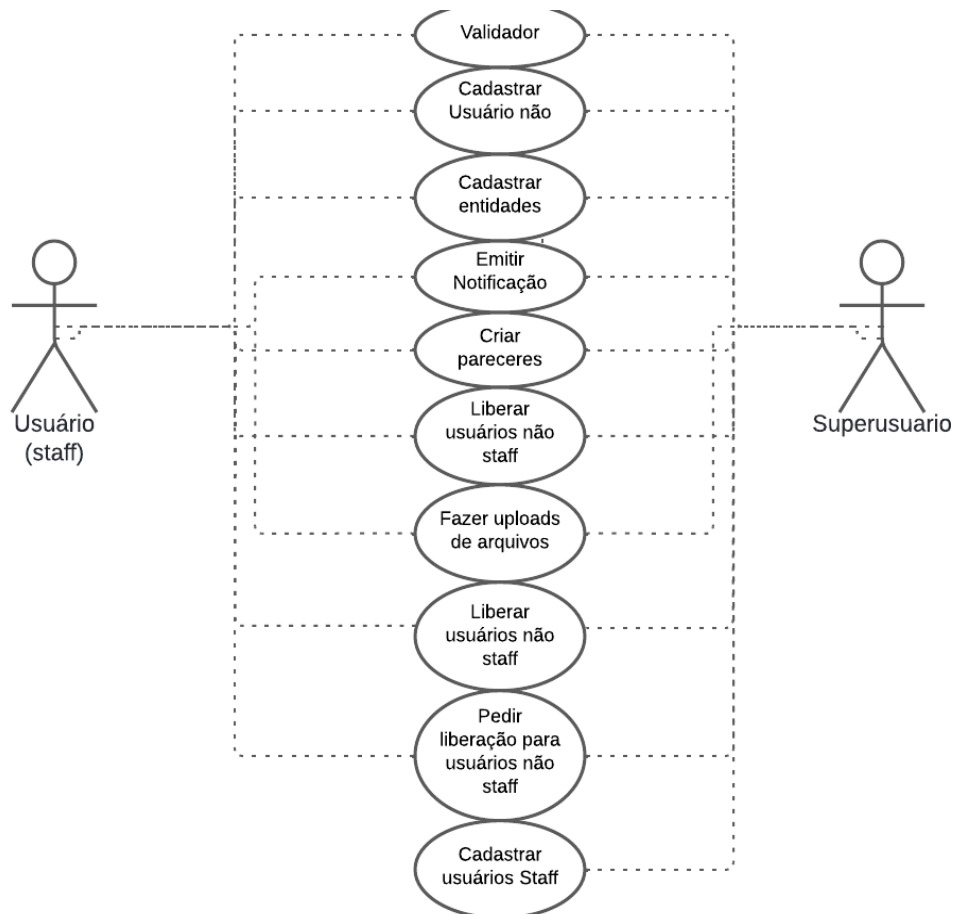 Validador
Cadastrar
Usuário não
Cadastrar
entidades
Emitir
Notificação
Criar
pareceres
Usuário
(staff)
Superusuario
Liberar
usuários não
staff
Fazer uploads
de arquivos
Liberar
usuários não
staff
Pedir
liberação para
usuários não
staff
Cadastrar
usuários Staff